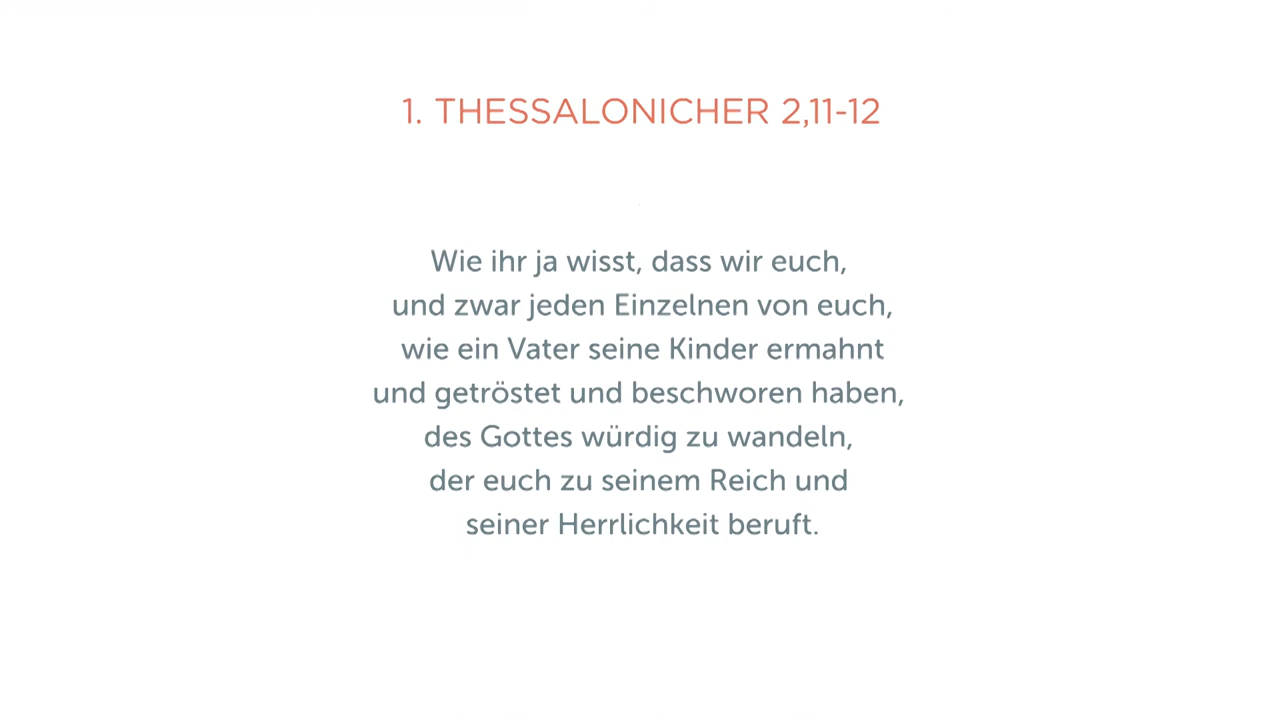 1. THESSALONICHER 2,11-12
Wie ihr ja wisst, dass wir euch,
und zwar jeden Einzelnen von euch,
wie ein Vater seine Kinder ermahnt
und getröstet und beschworen haben,
des Gottes würdig zu wandeln,
der euch zu seinem Reich und
seiner Herrlichkeit beruft.